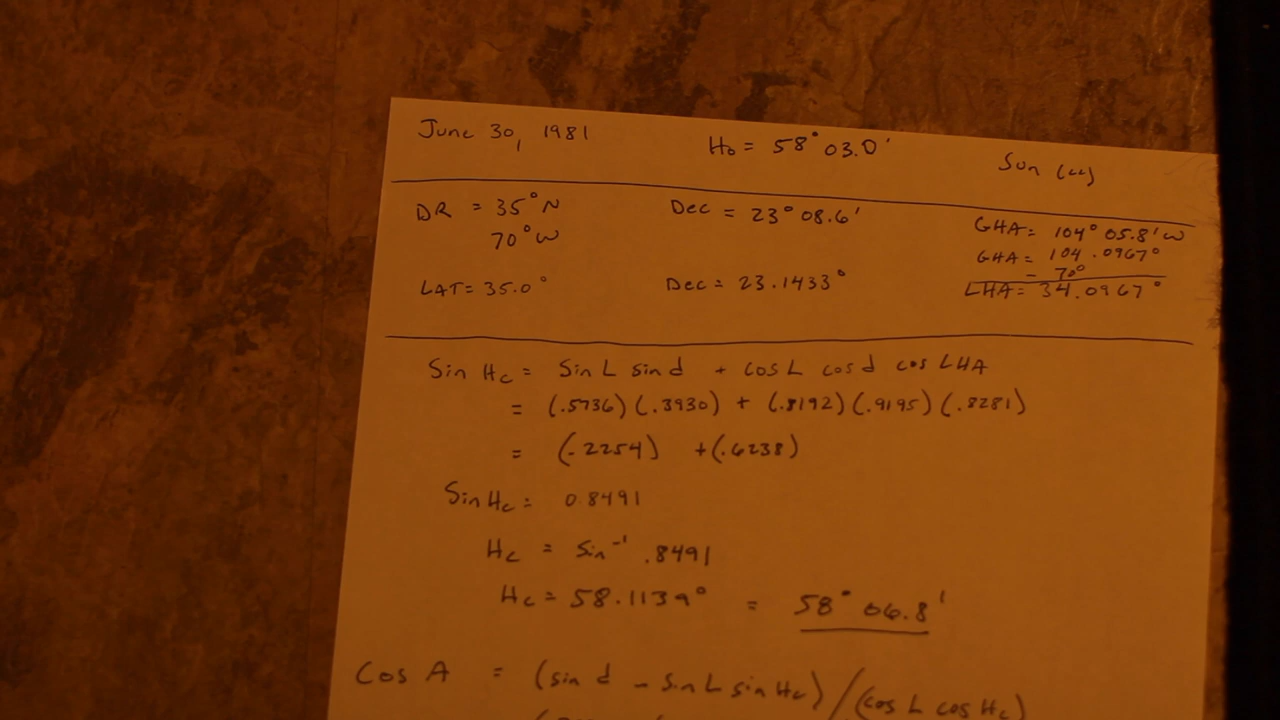 June 30, 1981 Ho = 58° 03.0' Sun (LL)
DR = 35° N Dec = 23° 08.6' GHA = 104° 05.8' W
70° W GHA = 104.0967°
- 70°
LAT = 35.0° Dec = 23.1433° LHA = 34.0967°
Sin Hc = Sin L sin d + cos L cos d cos LHA
= (.5736)(.3930) + (.8192)(.9195)(.8281)
= (.2254) + (.6238)
Sin Hc = 0.8491
Hc = Sin⁻¹ .8491
Hc = 58.1139° = 58° 06.8'
Cos A = (sin d - Sin L sin Hc) / (cos L cos Hc)